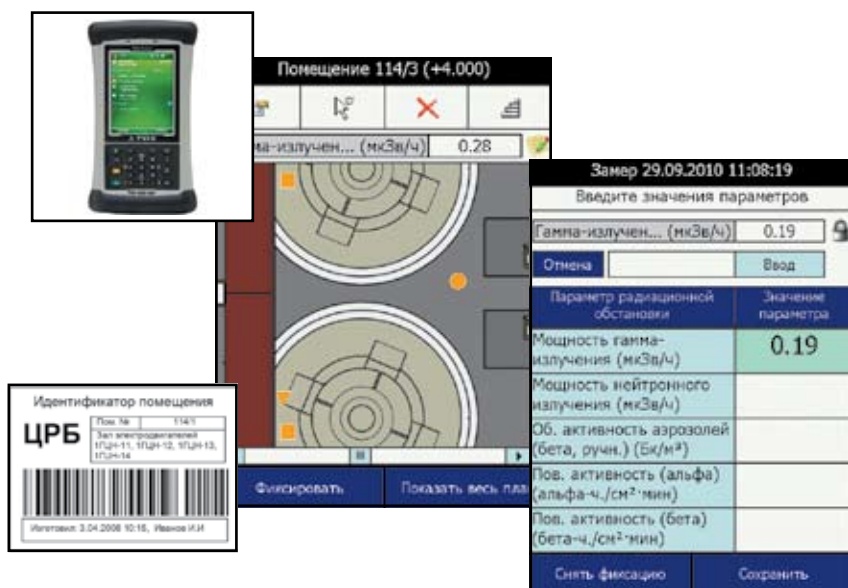 Помещение 114/3 (+4.000)
ма-излучен... (мкЗв/ч) 0.28
Фиксировать Показать весь план
Замер 29.09.2010 11:08:19
Введите значения параметров
Гамма-излучен... (мкЗв/ч) 0.19
Отмена Ввод
Параметр радиационной обстановки
Значение параметра
Мощность гамма-
излучения (мкЗв/ч)
0.19
Мощность нейтронного
излучения (мкЗв/ч)
Об. активность аэрозолей
(бета, ручн.) (Бк/м³)
Пов. активность (альфа)
(альфа-ч./см²·мин)
Пов. активность (бета)
(бета-ч./см²·мин)
Снять фиксацию Сохранить
Идентификатор помещения
ЦРБ
Пом. № 114/1
Зал электродвигателей
1ГЦН-11, 1ГЦН-12, 1ГЦН-13,
1ГЦН-14
Изготовил: 3.04.2008 10:15, Иванов И.И